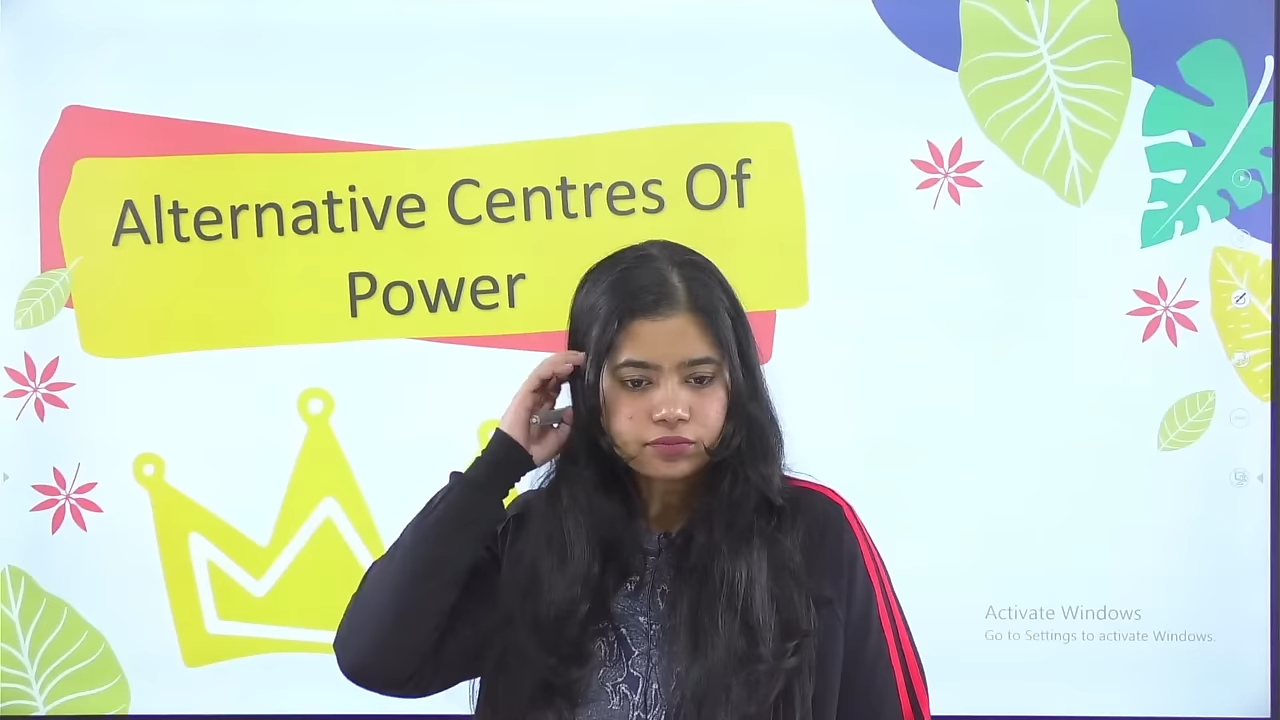 Alternative Centres Of
Power
Activate Windows
Go to Settings to activate Windows.